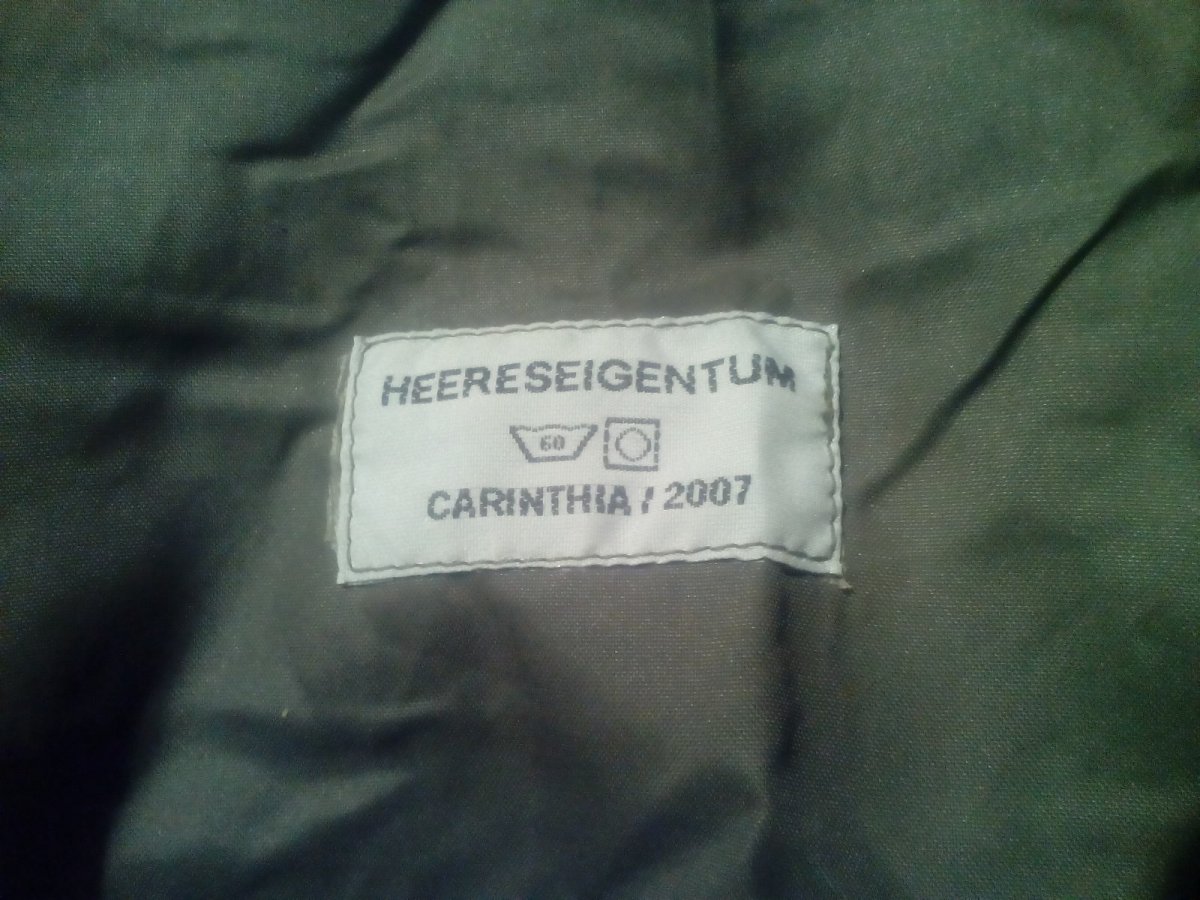 HEERESEIGENTUM
60
CARINTHIA / 2007